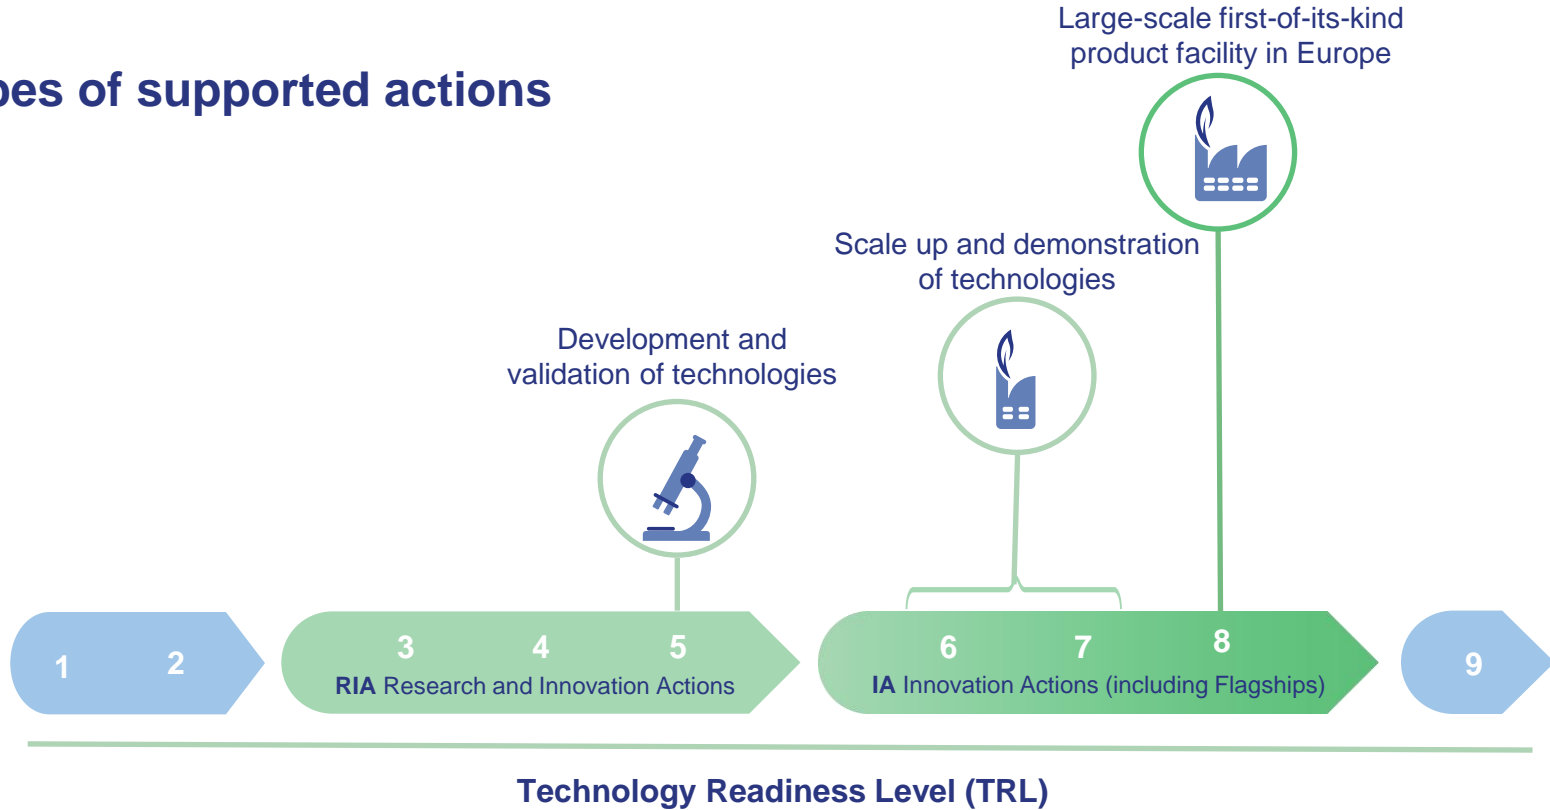 pes of supported actions
Large-scale first-of-its-kind
product facility in Europe
Scale up and demonstration
of technologies
Development and
validation of technologies
1 2 3 4 5 6 7 8 9
RIA Research and Innovation Actions
IA Innovation Actions (including Flagships)
Technology Readiness Level (TRL)